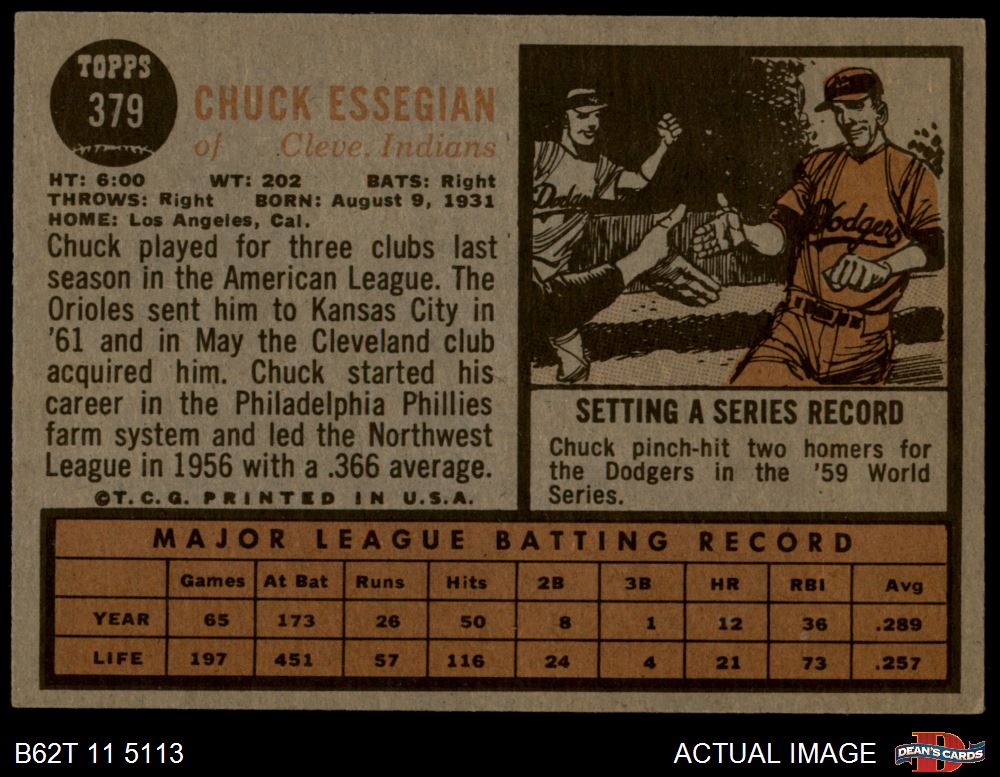 TOPPS
379
CHUCK ESSEGIAN
of Cleve. Indians
HT: 6:00 WT: 202 BATS: Right
THROWS: Right BORN: August 9, 1931
HOME: Los Angeles, Cal.
Chuck played for three clubs last
season in the American League. The
Orioles sent him to Kansas City in
'61 and in May the Cleveland club
acquired him. Chuck started his
career in the Philadelphia Phillies
farm system and led the Northwest
League in 1956 with a .366 average.
©T.C.G. PRINTED IN U.S.A.
Dodgers
SETTING A SERIES RECORD
Chuck pinch-hit two homers for
the Dodgers in the '59 World
Series.
MAJOR LEAGUE BATTING RECORD
Games At Bat Runs Hits 2B 3B HR RBI Avg
YEAR 65 173 26 50 8 1 12 36 .289
LIFE 197 451 57 116 24 4 21 73 .257
B62T 11 5113
ACTUAL IMAGE
DEAN'S CARDS